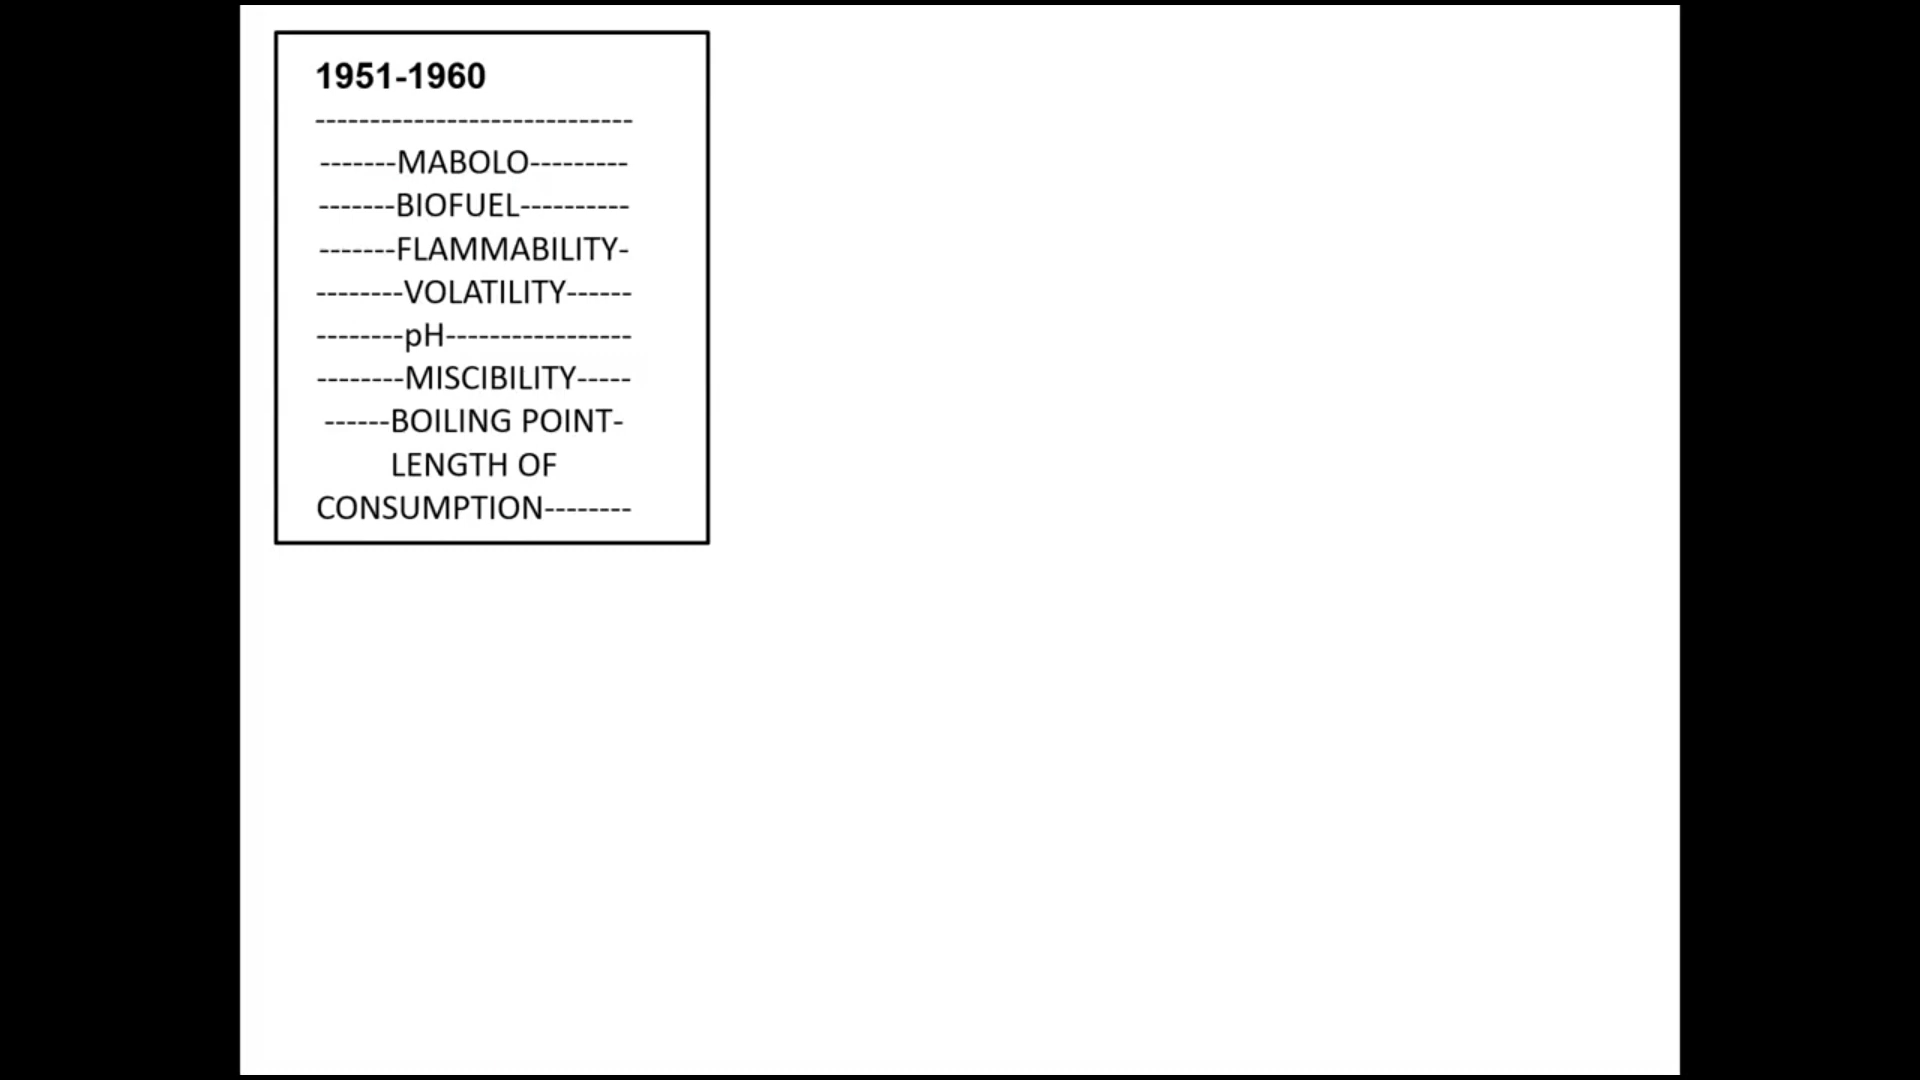 1951-1960
-----------------------------
-------MABOLO---------
-------BIOFUEL----------
-------FLAMMABILITY-
--------VOLATILITY------
--------pH-----------------
--------MISCIBILITY-----
------BOILING POINT-
LENGTH OF
CONSUMPTION--------